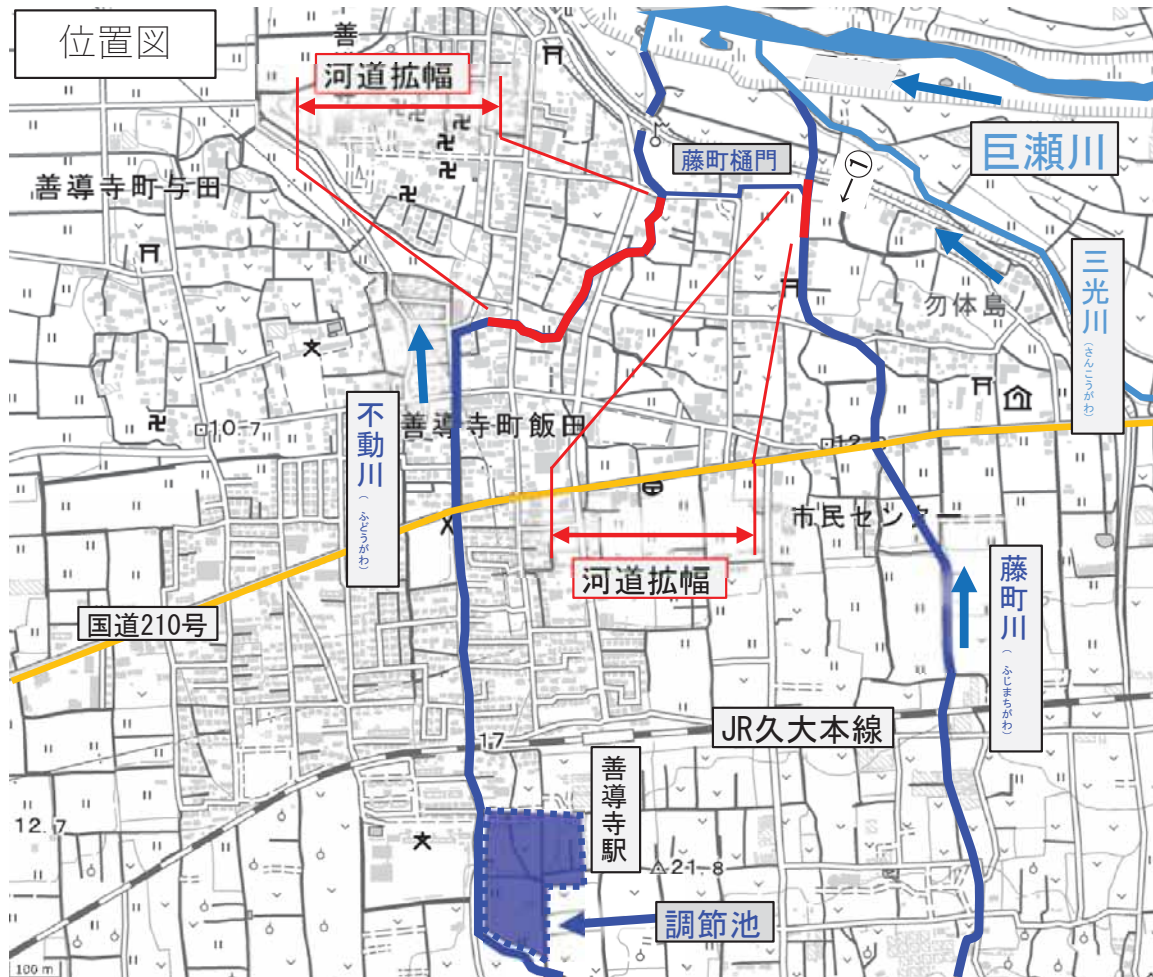 位置図
善
河道拡幅
巨瀬川
藤町樋門
①
善導寺町与田
三光川
(さんこうがわ)
勿体島
不動川
(ふどうがわ)
10.7
善導寺町飯田
12.
市民センター
河道拡幅
藤町川
(ふじまちがわ)
国道210号
JR久大本線
17
善導寺駅
12.7
21.8
調節池
100 m